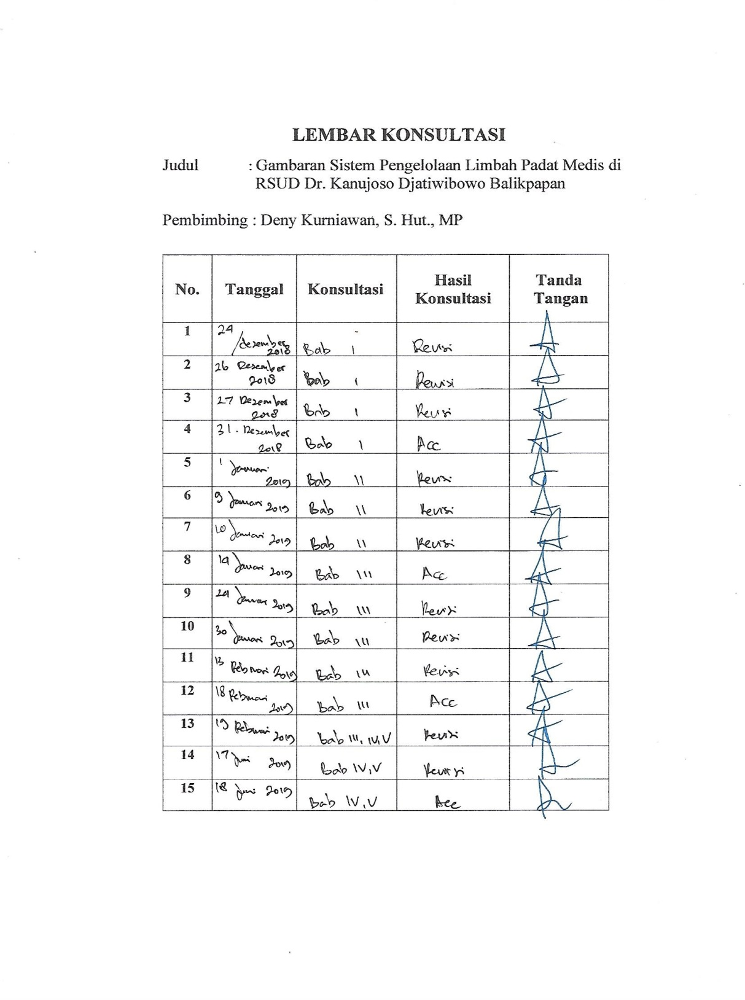 LEMBAR KONSULTASI
Judul : Gambaran Sistem Pengelolaan Limbah Padat Medis di
RSUD Dr. Kanujoso Djatiwibowo Balikpapan
Pembimbing : Deny Kurniawan, S. Hut., MP
No. Tanggal Konsultasi Hasil Konsultasi Tanda Tangan
1 24/desember 2018 Bab I Revisi
2 26 Desember 2018 Bab I Revisi
3 27 Desember 2018 Bab I Revisi
4 31. Desember 2018 Bab I Acc
5 1 Januari 2019 Bab II Revisi
6 9 Januari 2019 Bab II Revisi
7 10 Januari 2019 Bab II Revisi
8 14 Januari 2019 Bab III Acc
9 29 Januari 2019 Bab III Revisi
10 30 Januari 2019 Bab III Revisi
11 13 Februari 2019 Bab III Revisi
12 18 Februari 2019 Bab III Acc
13 19 Februari 2019 Bab III, IV, V Revisi
14 17 Juni 2019 Bab IV, V Revisi
15 18 Juni 2019 Bab IV, V Acc